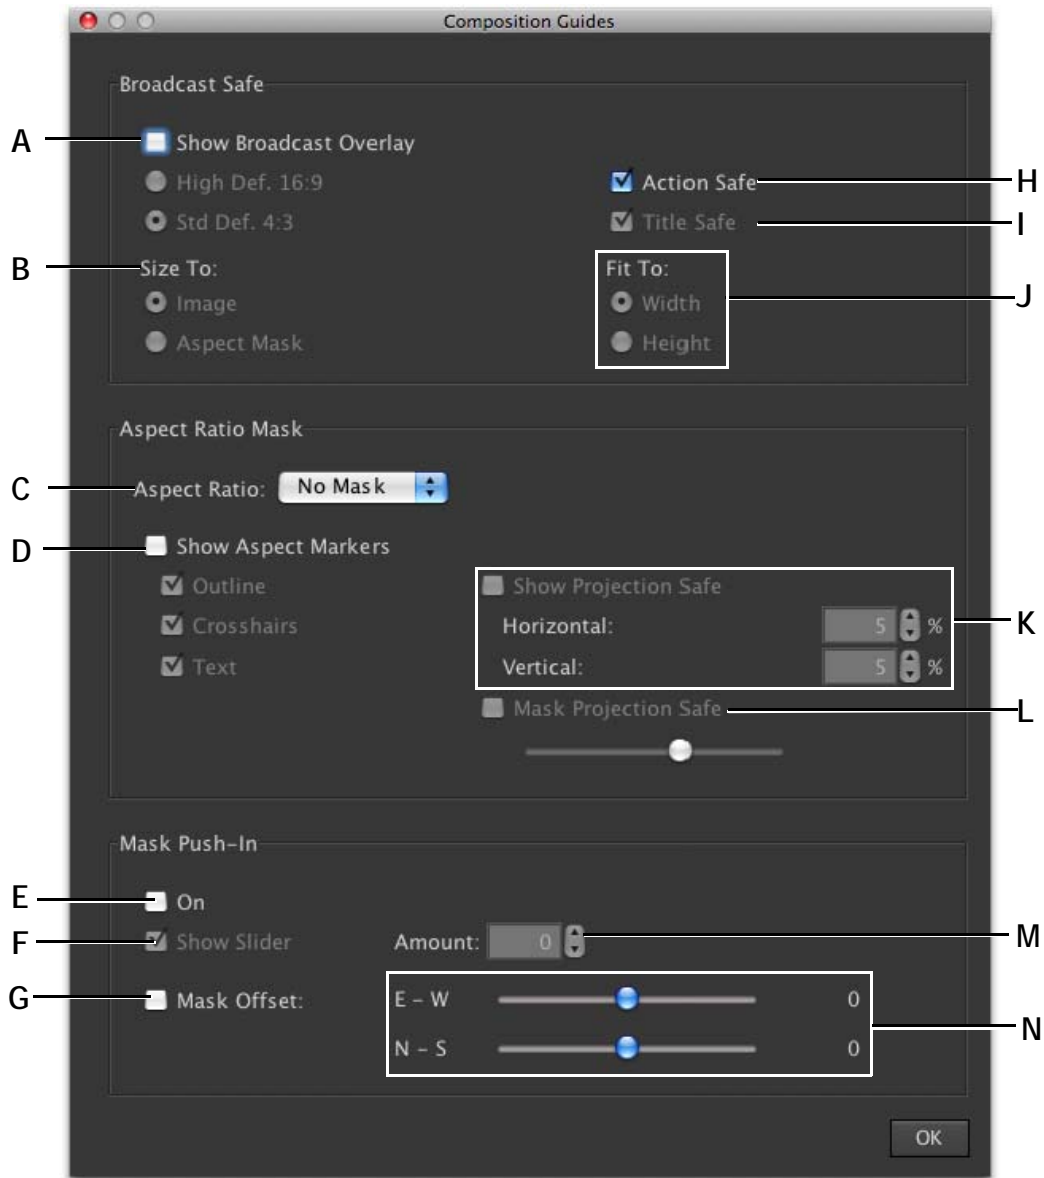 Composition Guides
Broadcast Safe
A
Show Broadcast Overlay
High Def. 16:9
Action Safe
H
Std Def. 4:3
Title Safe
I
B
Size To:
Fit To:
Image
Width
J
Aspect Mask
Height
Aspect Ratio Mask
C
Aspect Ratio:
No Mask
D
Show Aspect Markers
Outline
Show Projection Safe
Crosshairs
Horizontal:
5
%
K
Text
Vertical:
5
%
Mask Projection Safe
L
Mask Push-In
E
On
F
Show Slider
Amount:
0
M
G
Mask Offset:
E - W
0
N - S
0
N
OK